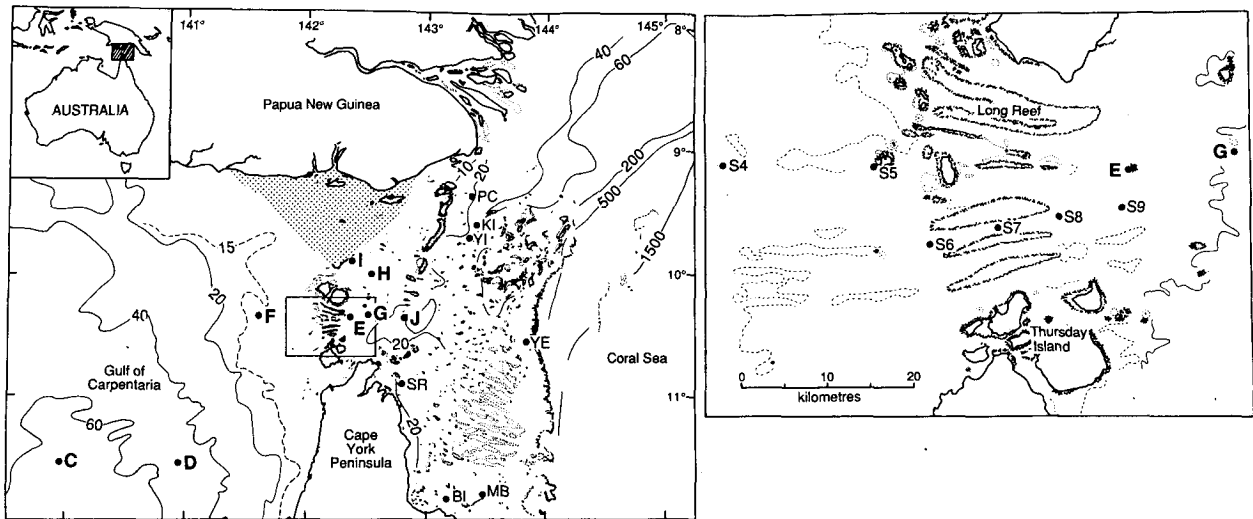 141°
142°
143°
144°
145°
8°
40
60
AUSTRALIA
Papua New Guinea
200
9°
10
20
500
PC
KI
YI
15
1500
I
H
10°
20
F
G
J
40
E
20
YE
Gulf of
Carpentaria
Coral Sea
SR
11°
60
20
Cape
York
Peninsula
C
D
BI
MB
Long Reef
S4
S5
E
G
S9
S8
S7
S6
Thursday
Island
0
10
20
kilometres